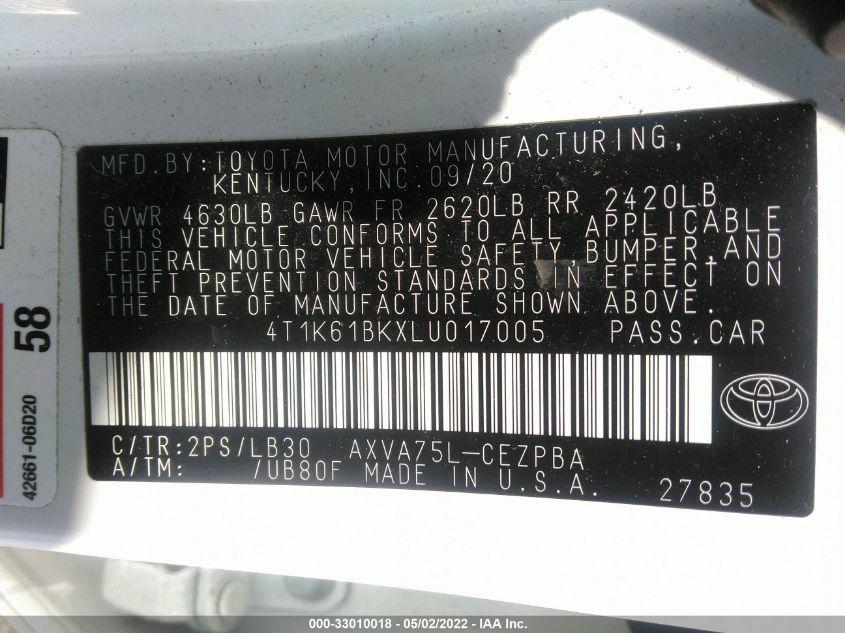 MFD. BY: TOYOTA MOTOR MANUFACTURING,
KENTUCKY, INC. 09/20
GVWR 4630LB GAWR FR 2620LB RR 2420LB
THIS VEHICLE CONFORMS TO ALL APPLICABLE
FEDERAL MOTOR VEHICLE SAFETY, BUMPER, AND
THEFT PREVENTION STANDARDS IN EFFECT ON
THE DATE OF MANUFACTURE SHOWN ABOVE.
4T1K61BKXLU017005 PASS.CAR
C/TR:2PS/LB30 AXVA75L-CEZPBA
A/TM: /UB80F MADE IN U.S.A.
27835
58
42661-06D20
000-33010018 - 05/02/2022 - IAA Inc.